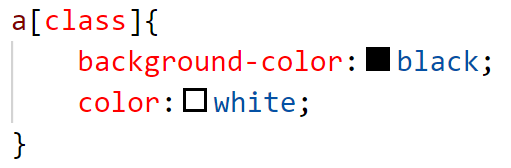 a[class]{
    background-color:black;
    color:white;
}